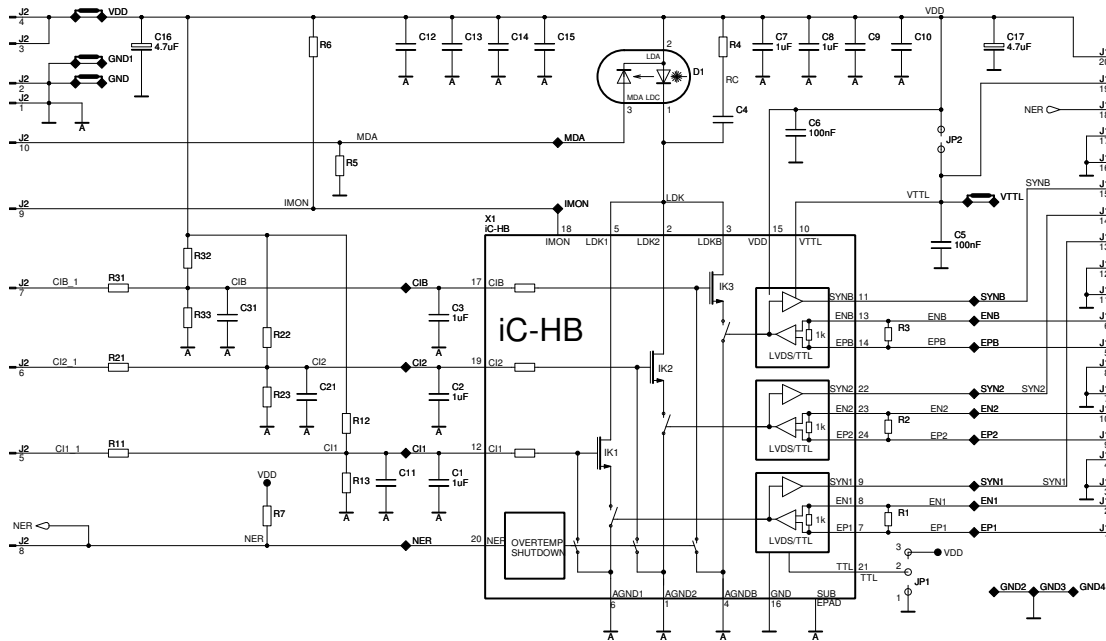 J2
4
3
VDD
C16
4.7uF
GND1
GND
J2
2
J2
1
A
J2
10
MDA
R6
R5
C12
A
C13
A
C14
A
C15
A
2
LDA
D1
MDA LDC
3
1
MDA
R4
RC
C4
C7
1uF
A
C8
1uF
A
C9
A
C10
A
VDD
C17
4.7uF
C6
100nF
JP2
NER
J2
9
IMON
IMON
LDK
VTTL
VTTL
C5
100nF
SYNB
X1
iC-HB
18
5
2
3
15
10
IMON
LDK1
LDK2
LDKB
VDD
VTTL
R32
J2
7
CIB_1
R31
CIB
CIB
17
CIB
R33
A
C31
A
C3
1uF
A
iC-HB
IK3
SYNB
11
SYNB
ENB
13
ENB
ENB
1k
R3
EPB
14
EPB
EPB
LVDS/TTL
R22
J2
6
CI2_1
R21
CI2
CI2
19
CI2
IK2
R23
A
C21
A
C2
1uF
A
SYN2
22
SYN2
SYN2
EN2
23
EN2
EN2
1k
R2
EP2
24
EP2
EP2
LVDS/TTL
R12
J2
5
CI1_1
R11
CI1
CI1
12
CI1
IK1
R13
A
C11
A
C1
1uF
A
SYN1
9
SYN1
SYN1
EN1
8
EN1
EN1
1k
R1
EP1
7
EP1
EP1
LVDS/TTL
VDD
R7
NER
J2
8
NER
NER
20
NER
OVERTEMP
SHUTDOWN
TTL
21
TTL
3
VDD
2
JP1
1
AGND1
AGND2
AGNDB
GND
SUB
EPAD
6
1
4
16
A
A
A
A
GND2
GND3
GND4